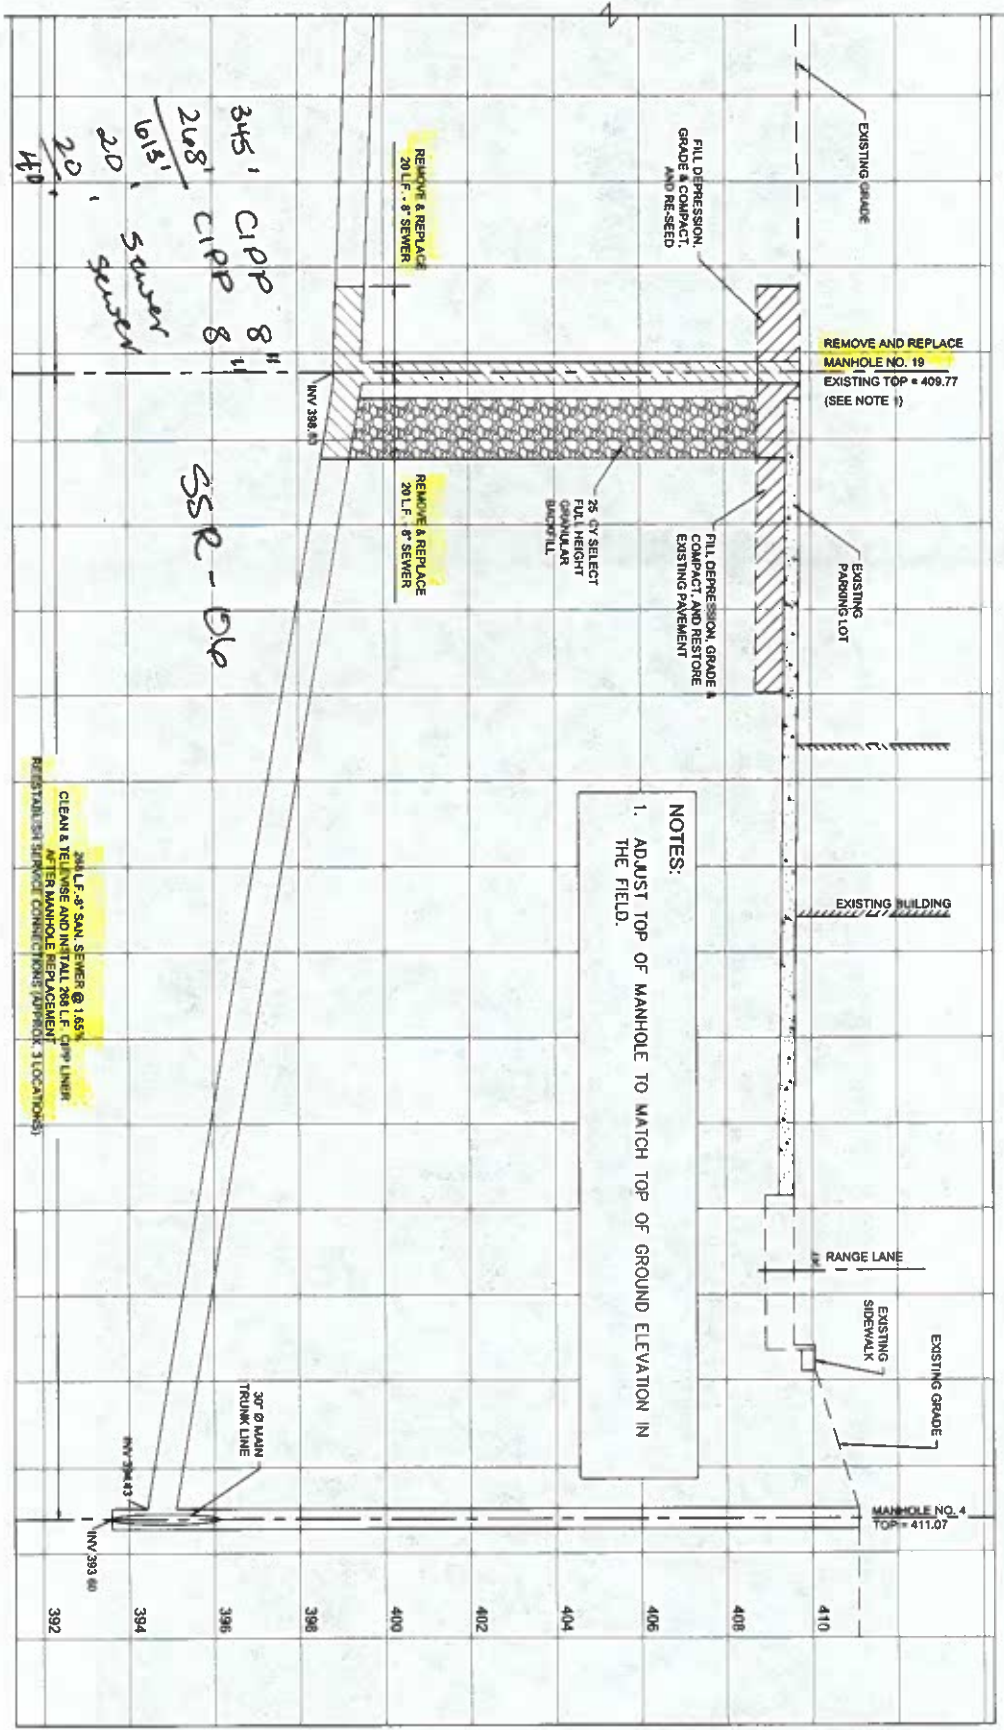 EXISTING GRADE
FILL DEPRESSION,
GRADE & COMPACT,
AND RE-SEED
REMOVE AND REPLACE
MANHOLE NO. 19
EXISTING TOP = 409.77
(SEE NOTE 1)
REMOVE & REPLACE
20 L.F. - 8" SEWER
345' CIPP 8"
268' CIPP 8"
613'
20' sewer
20' sewer
40
INV 398.83
SSR-06
REMOVE & REPLACE
20 L.F. - 8" SEWER
25 CY SELECT
FULL HEIGHT
GRANULAR
BACKFILL
FILL DEPRESSION, GRADE &
COMPACT, AND RESTORE
EXISTING PAVEMENT
EXISTING
PARKING LOT
NOTES:
1. ADJUST TOP OF MANHOLE TO MATCH TOP OF GROUND ELEVATION IN
THE FIELD.
EXISTING BUILDING
268 L.F.-8" SAN. SEWER @ 1.65%
CLEAN & TELEVISE AND INSTALL 268 L.F. CIPP LINER
AFTER MANHOLE REPLACEMENT
REESTABLISH SERVICE CONNECTIONS (APPROX. 3 LOCATIONS)
RANGE LANE
EXISTING
SIDEWALK
EXISTING GRADE
30" Ø MAIN
TRUNK LINE
MANHOLE NO. 4
TOP = 411.07
INV 394.43
INV 393.60
392
394
396
398
400
402
404
406
408
410